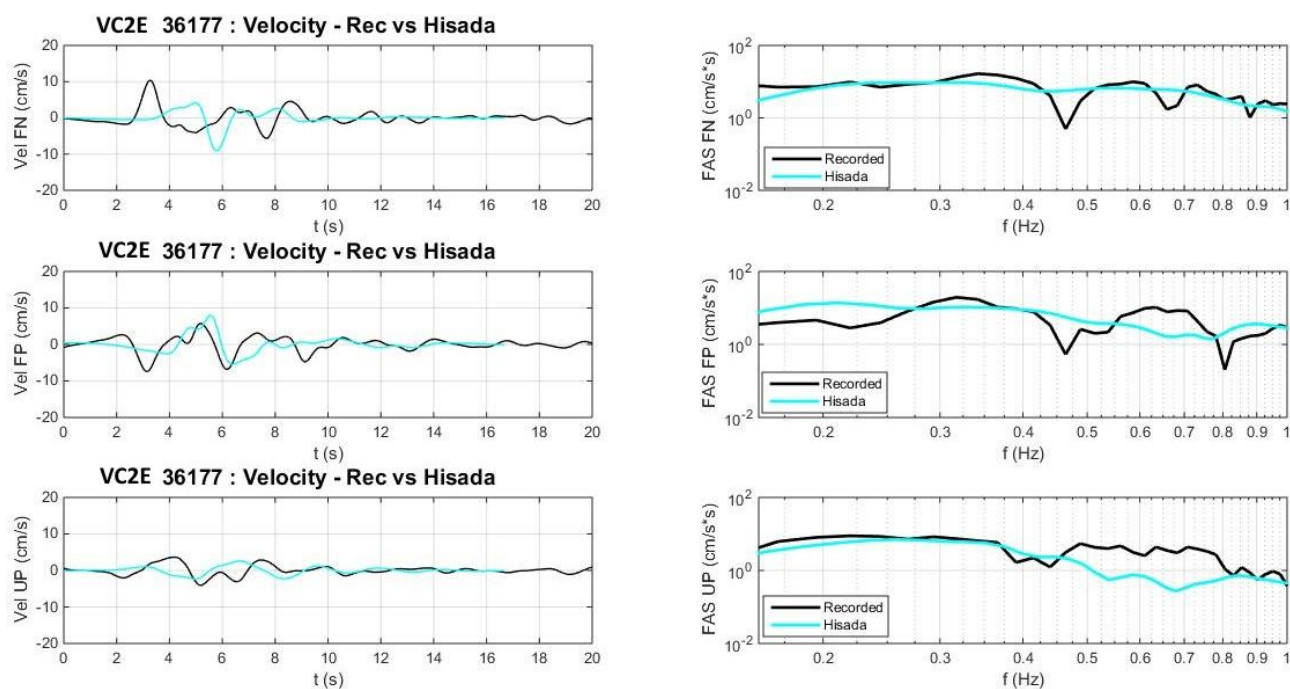 VC2E 36177 : Velocity - Rec vs Hisada
Vel FN (cm/s)
20
10
0
-10
-20
0 2 4 6 8 10 12 14 16 18 20
t (s)
FAS FN (cm/s*s)
10^2
10^0
10^-2
Recorded
Hisada
0.2 0.3 0.4 0.5 0.6 0.7 0.8 0.9 1
f (Hz)
VC2E 36177 : Velocity - Rec vs Hisada
Vel FP (cm/s)
20
10
0
-10
-20
0 2 4 6 8 10 12 14 16 18 20
t (s)
FAS FP (cm/s*s)
10^2
10^0
10^-2
Recorded
Hisada
0.2 0.3 0.4 0.5 0.6 0.7 0.8 0.9 1
f (Hz)
VC2E 36177 : Velocity - Rec vs Hisada
Vel UP (cm/s)
20
10
0
-10
-20
0 2 4 6 8 10 12 14 16 18 20
t (s)
FAS UP (cm/s*s)
10^2
10^0
10^-2
Recorded
Hisada
0.2 0.3 0.4 0.5 0.6 0.7 0.8 0.9 1
f (Hz)